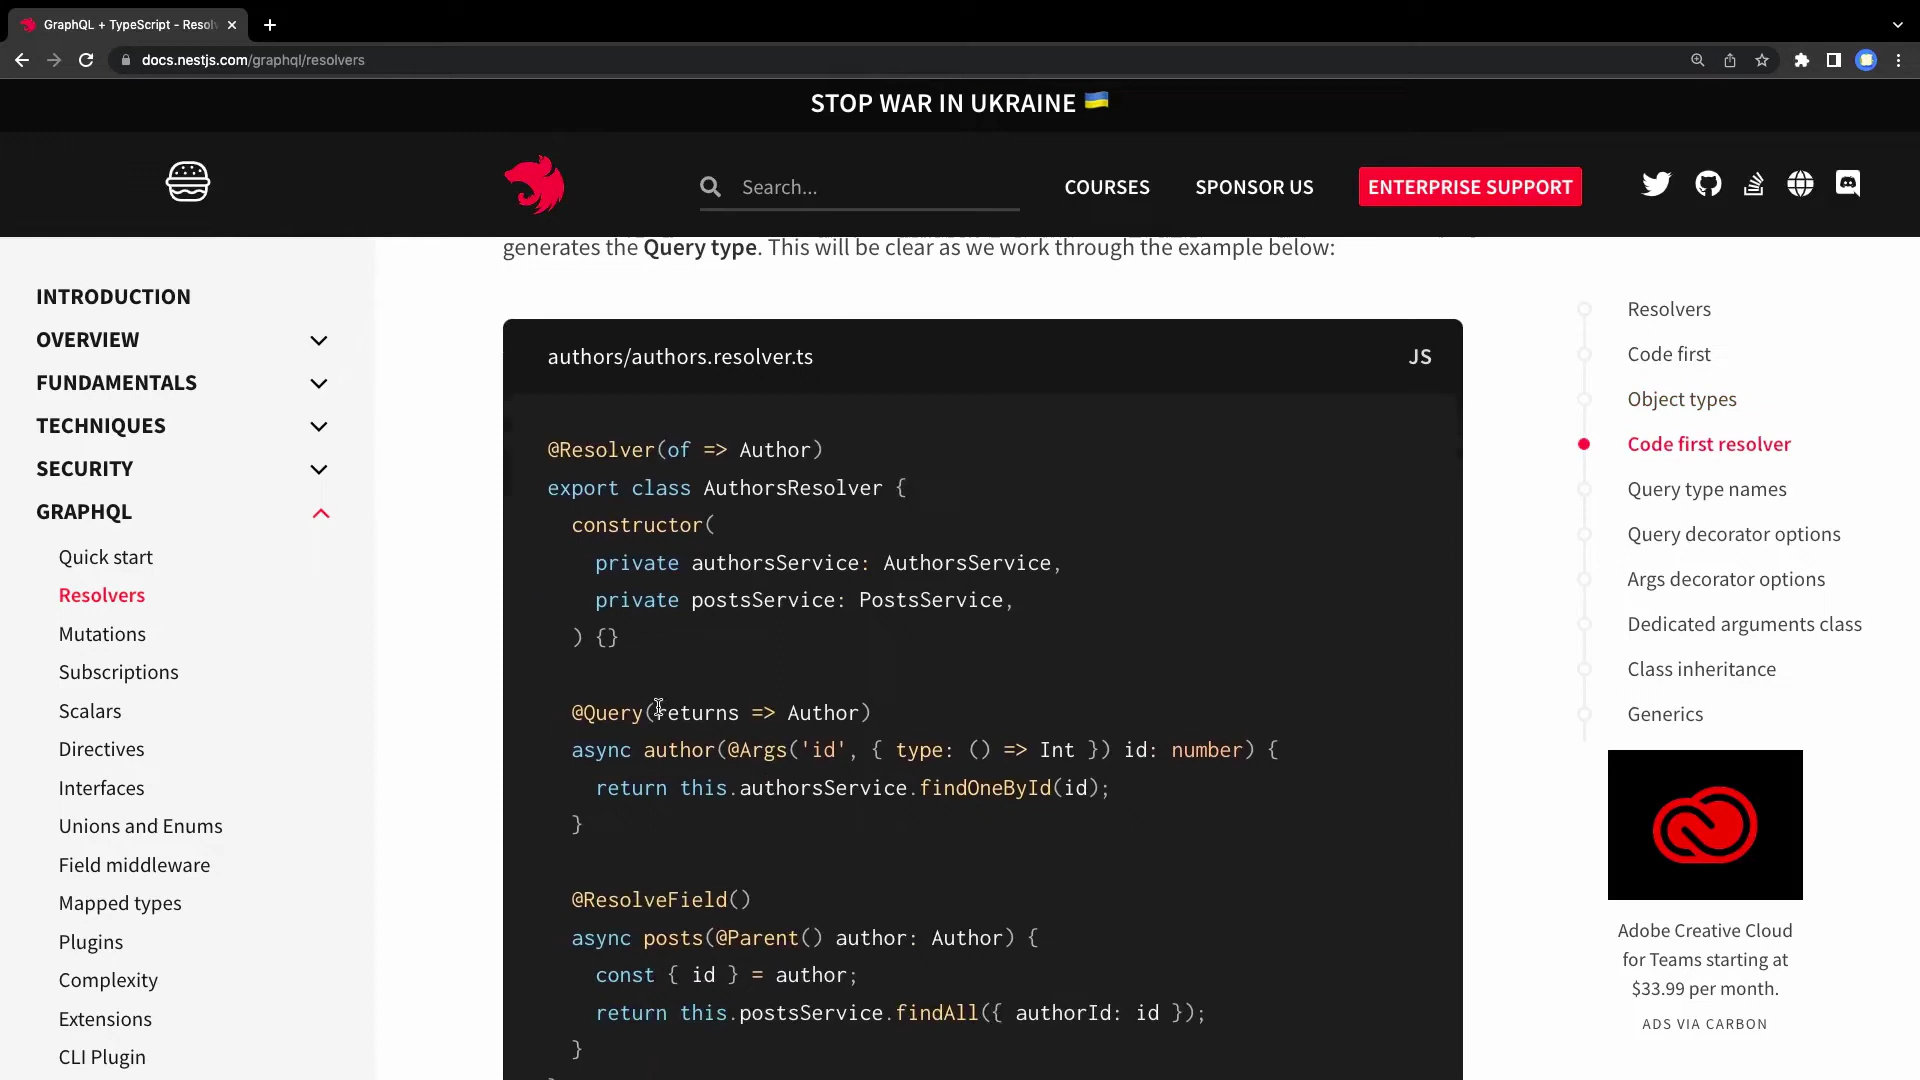 GraphQL + TypeScript - Resolv
docs.nestjs.com/graphql/resolvers
STOP WAR IN UKRAINE 🇺🇦
Search...
COURSES
SPONSOR US
ENTERPRISE SUPPORT
INTRODUCTION
OVERVIEW
FUNDAMENTALS
TECHNIQUES
SECURITY
GRAPHQL
Quick start
Resolvers
Mutations
Subscriptions
Scalars
Directives
Interfaces
Unions and Enums
Field middleware
Mapped types
Plugins
Complexity
Extensions
CLI Plugin
generates the Query type. This will be clear as we work through the example below:
authors/authors.resolver.ts
JS
@Resolver(of => Author)
export class AuthorsResolver {
constructor(
private authorsService: AuthorsService,
private postsService: PostsService,
) {}
@Query(returns => Author)
async author(@Args('id', { type: () => Int }) id: number) {
return this.authorsService.findOneById(id);
}
@ResolveField()
async posts(@Parent() author: Author) {
const { id } = author;
return this.postsService.findAll({ authorId: id });
}
Resolvers
Code first
Object types
Code first resolver
Query type names
Query decorator options
Args decorator options
Dedicated arguments class
Class inheritance
Generics
Adobe Creative Cloud
for Teams starting at
$33.99 per month.
ADS VIA CARBON